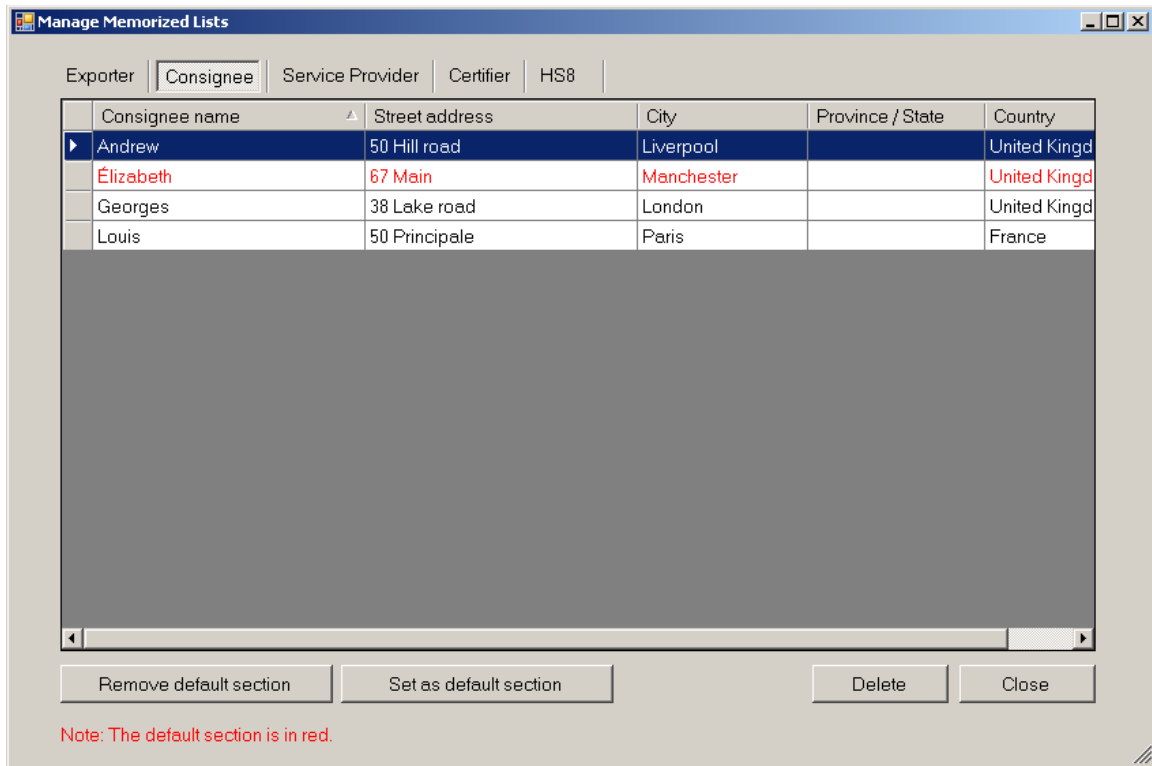 Manage Memorized Lists
Exporter Consignee Service Provider Certifier HS8
Consignee name Street address City Province / State Country
Andrew 50 Hill road Liverpool United Kingd
Élizabeth 67 Main Manchester United Kingd
Georges 38 Lake road London United Kingd
Louis 50 Principale Paris France
Remove default section Set as default section Delete Close
Note: The default section is in red.